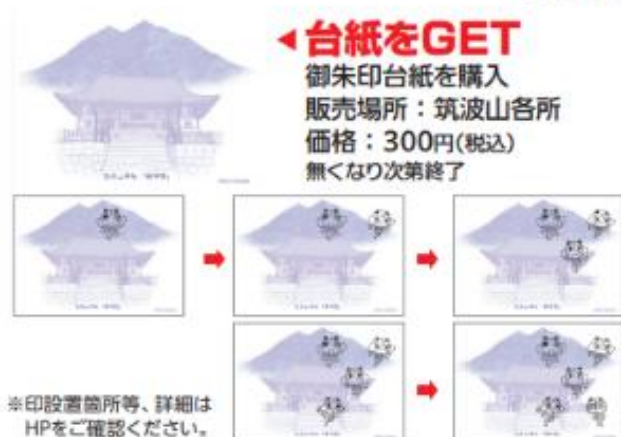 ◀台紙をGET
御朱印台紙を購入
販売場所：筑波山各所
価格：300円(税込)
無くなり次第終了
※印設置箇所等、詳細は
HPをご確認ください。